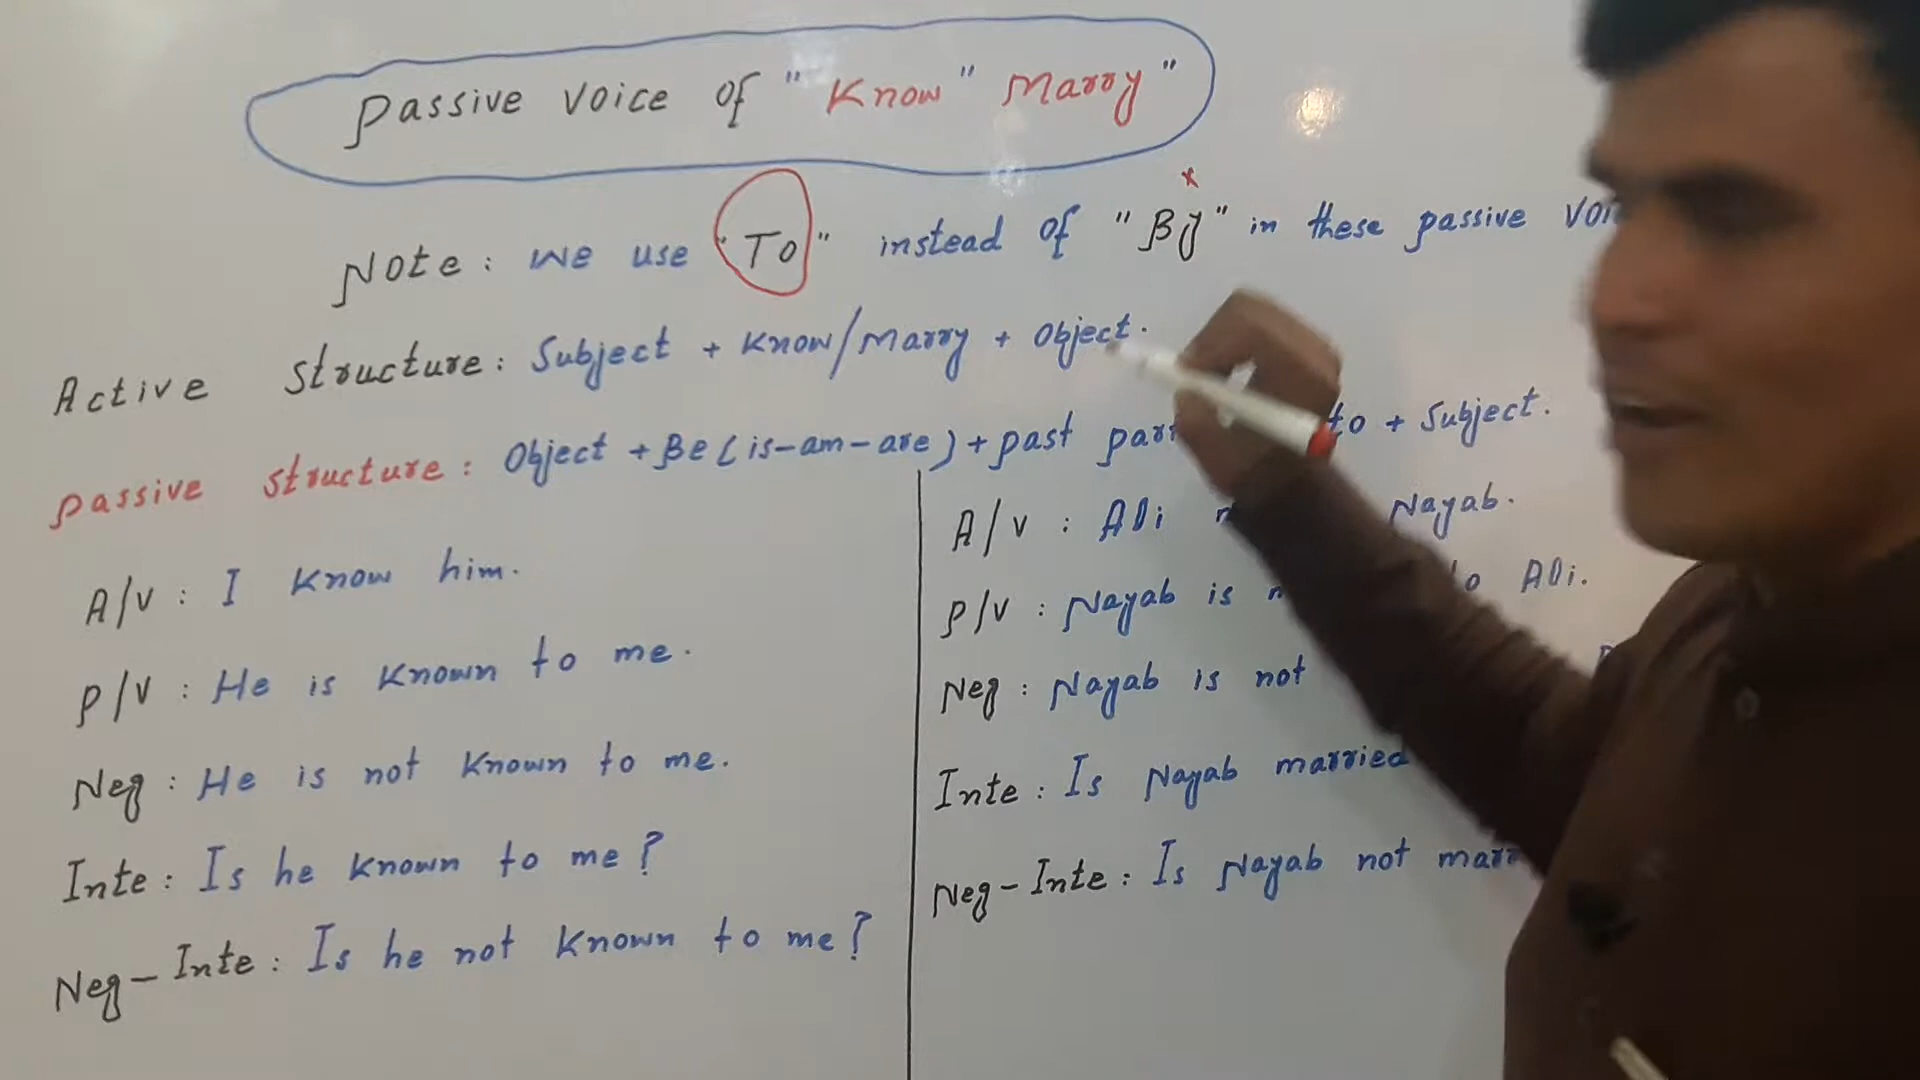 Passive Voice of "Know" Marry"
x
Note: We use "To" instead of "By" in these passive
Active Structure: Subject + Know/Marry + Object.
Passive Structure: Object + Be (is-am-are) + past to + Subject.
A/V: I know him.
P/V: He is known to me.
Neg: He is not known to me.
Inte: Is he known to me?
Neg-Inte: Is he not known to me?
A/V: Ali Nayab.
P/V: Nayab is Ali.
Neg: Nayab is not
Inte: Is Nayab married
Neg-Inte: Is Nayab not